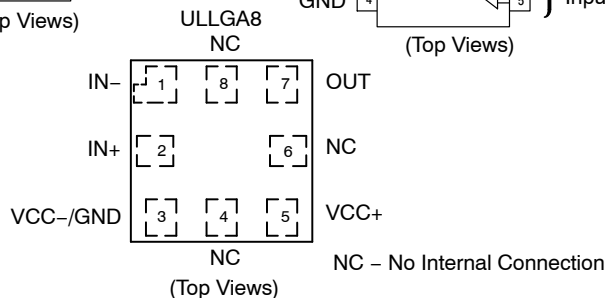 GND 4
5
p Views)
(Top Views)
ULLGA8
NC
IN− 1 8 7 OUT
IN+ 2 6 NC
VCC−/GND 3 4 5 VCC+
NC
NC − No Internal Connection
(Top Views)